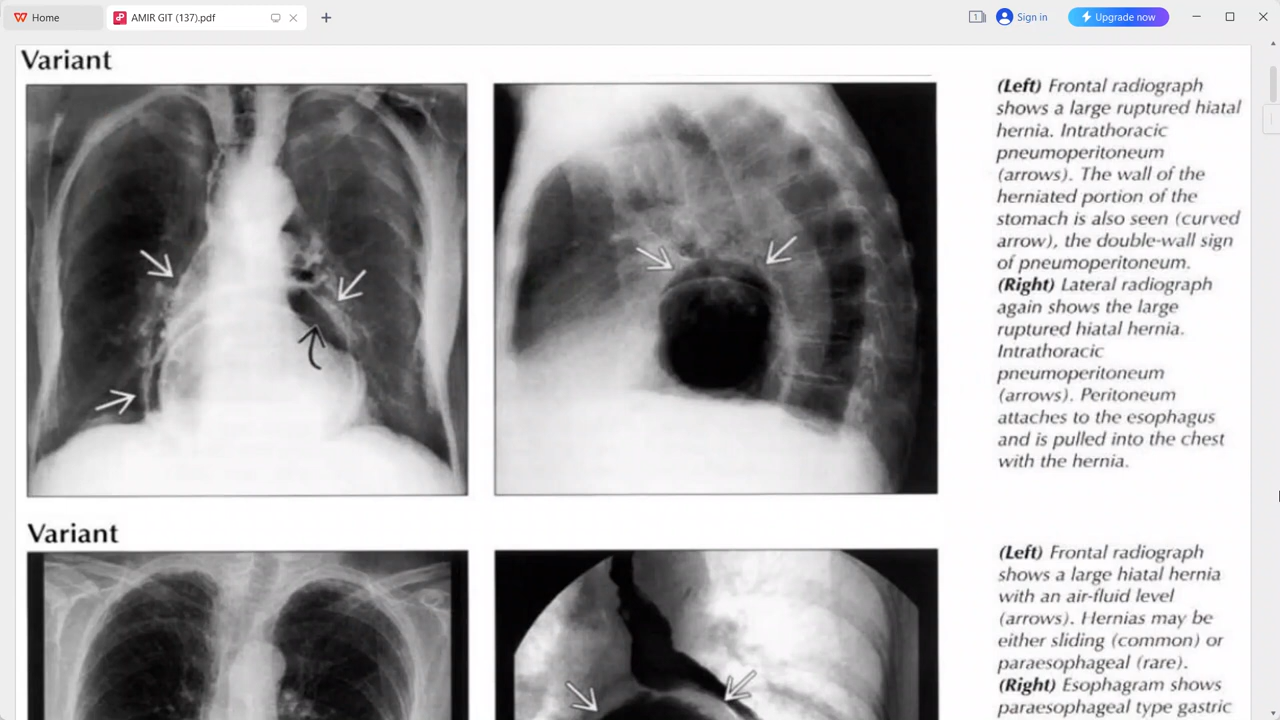 Home
AMIR GIT (137).pdf
1
Sign in
Upgrade now
Variant
(Left) Frontal radiograph
shows a large ruptured hiatal
hernia. Intrathoracic
pneumoperitoneum
(arrows). The wall of the
herniated portion of the
stomach is also seen (curved
arrow), the double-wall sign
of pneumoperitoneum.
(Right) Lateral radiograph
again shows the large
ruptured hiatal hernia.
Intrathoracic
pneumoperitoneum
(arrows). Peritoneum
attaches to the esophagus
and is pulled into the chest
with the hernia.
Variant
(Left) Frontal radiograph
shows a large hiatal hernia
with an air-fluid level
(arrows). Hernias may be
either sliding (common) or
paraesophageal (rare).
(Right) Esophagram shows
paraesophageal type gastric